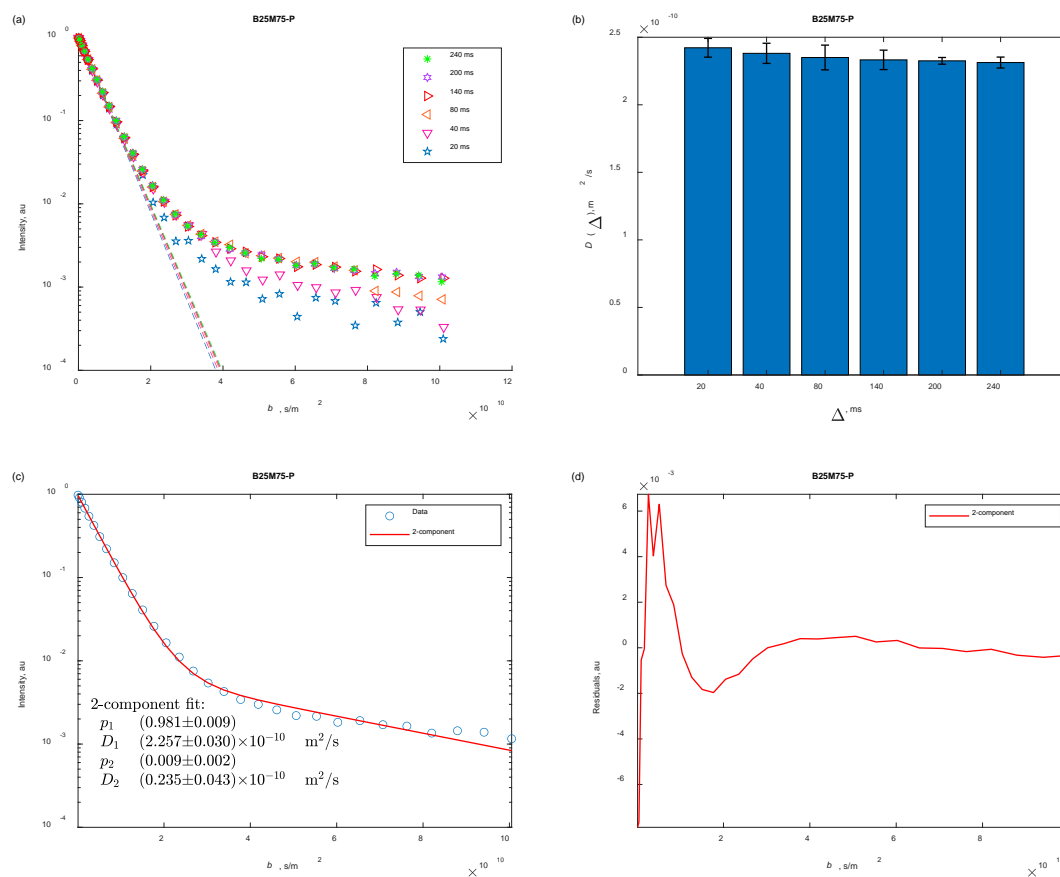 (a)
B25M75-P
10^0
10^-1
10^-2
10^-3
10^-4
Intensity, au
240 ms
200 ms
140 ms
80 ms
40 ms
20 ms
0 2 4 6 8 10 12
b, s/m^2
× 10^10
(b)
B25M75-P
× 10^-10
2.5
2
1.5
1
0.5
0
D(Δ), m^2/s
20 40 80 140 200 240
Δ, ms
(c)
B25M75-P
10^0
10^-1
10^-2
10^-3
10^-4
Intensity, au
Data
2-component
2-component fit:
p₁ (0.981±0.009)
D₁ (2.257±0.030)×10⁻¹⁰ m²/s
p₂ (0.009±0.002)
D₂ (0.235±0.043)×10⁻¹⁰ m²/s
2 4 6 8 10
b, s/m^2
× 10^10
(d)
B25M75-P
× 10^-3
6
4
2
0
-2
-4
-6
Residuals, au
2-component
2 4 6 8 10
b, s/m^2
× 10^10